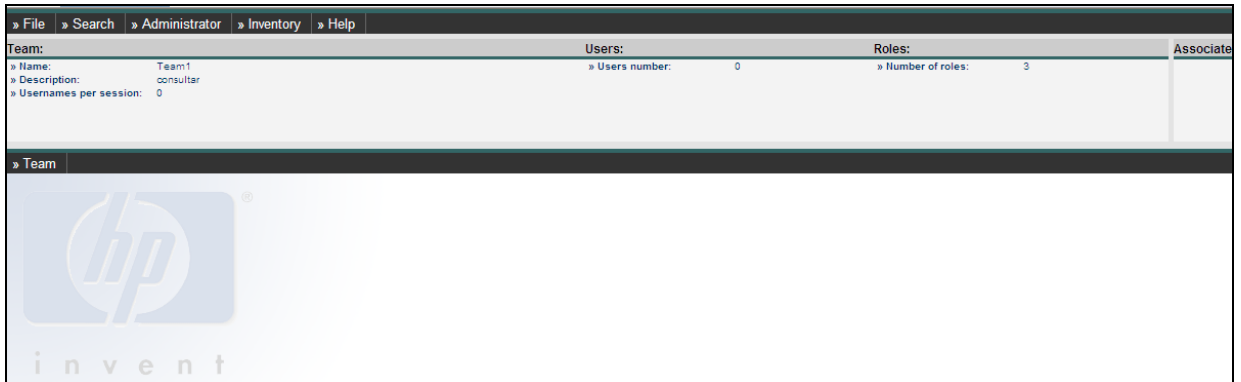 » File » Search » Administrator » Inventory » Help
Team: Users: Roles: Associate
» Name: Team1 » Users number: 0 » Number of roles: 3
» Description: consultar
» Usernames per session: 0
» Team
hp ®
invent